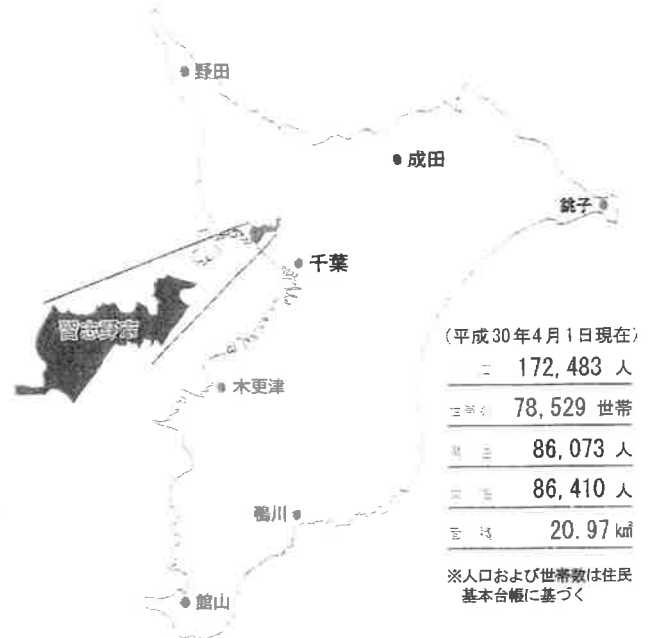 野田
成田
銚子
千葉
習志野市
木更津
鴨川
館山
(平成30年4月1日現在)
172,483 人
世帯 78,529 世帯
86,073 人
86,410 人
20.97 k㎡
※人口および世帯数は住民
基本台帳に基づく